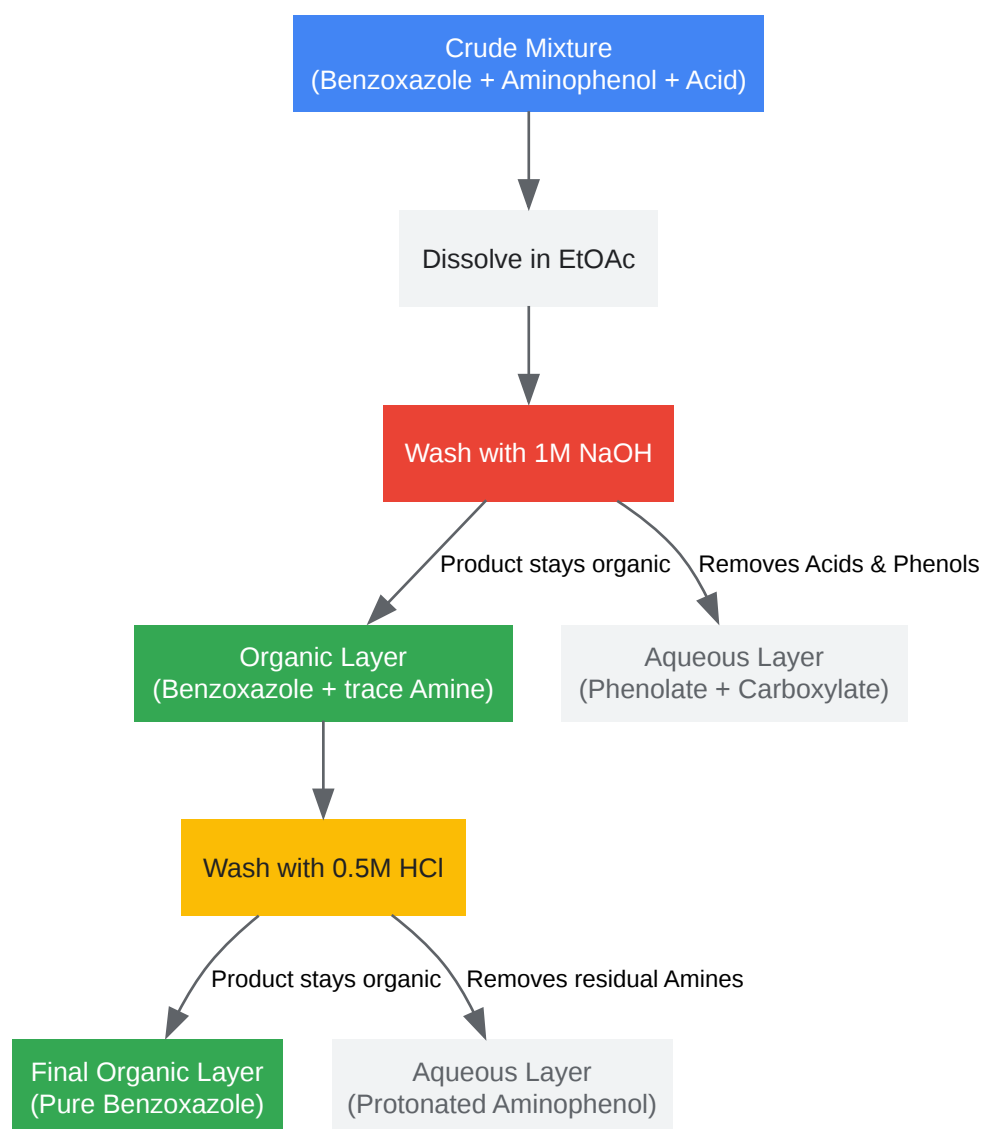 Crude Mixture
(Benzoxazole + Aminophenol + Acid)
Dissolve in EtOAc
Wash with 1M NaOH
Product stays organic
Removes Acids & Phenols
Organic Layer
(Benzoxazole + trace Amine)
Aqueous Layer
(Phenolate + Carboxylate)
Wash with 0.5M HCl
Product stays organic
Removes residual Amines
Final Organic Layer
(Pure Benzoxazole)
Aqueous Layer
(Protonated Aminophenol)